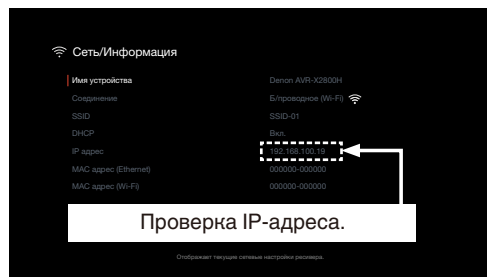 Сеть/Информация
Имя устройства Denon AVR-X2800H
Соединение Б/проводное (Wi-Fi)
SSID SSID-01
DHCP Вкл.
IP адрес 192.168.100.19
MAC адрес (Ethernet) 000000-000000
MAC адрес (Wi-Fi) 000000-000000
Проверка IP-адреса.
Отображает текущие сетевые настройки ресивера.